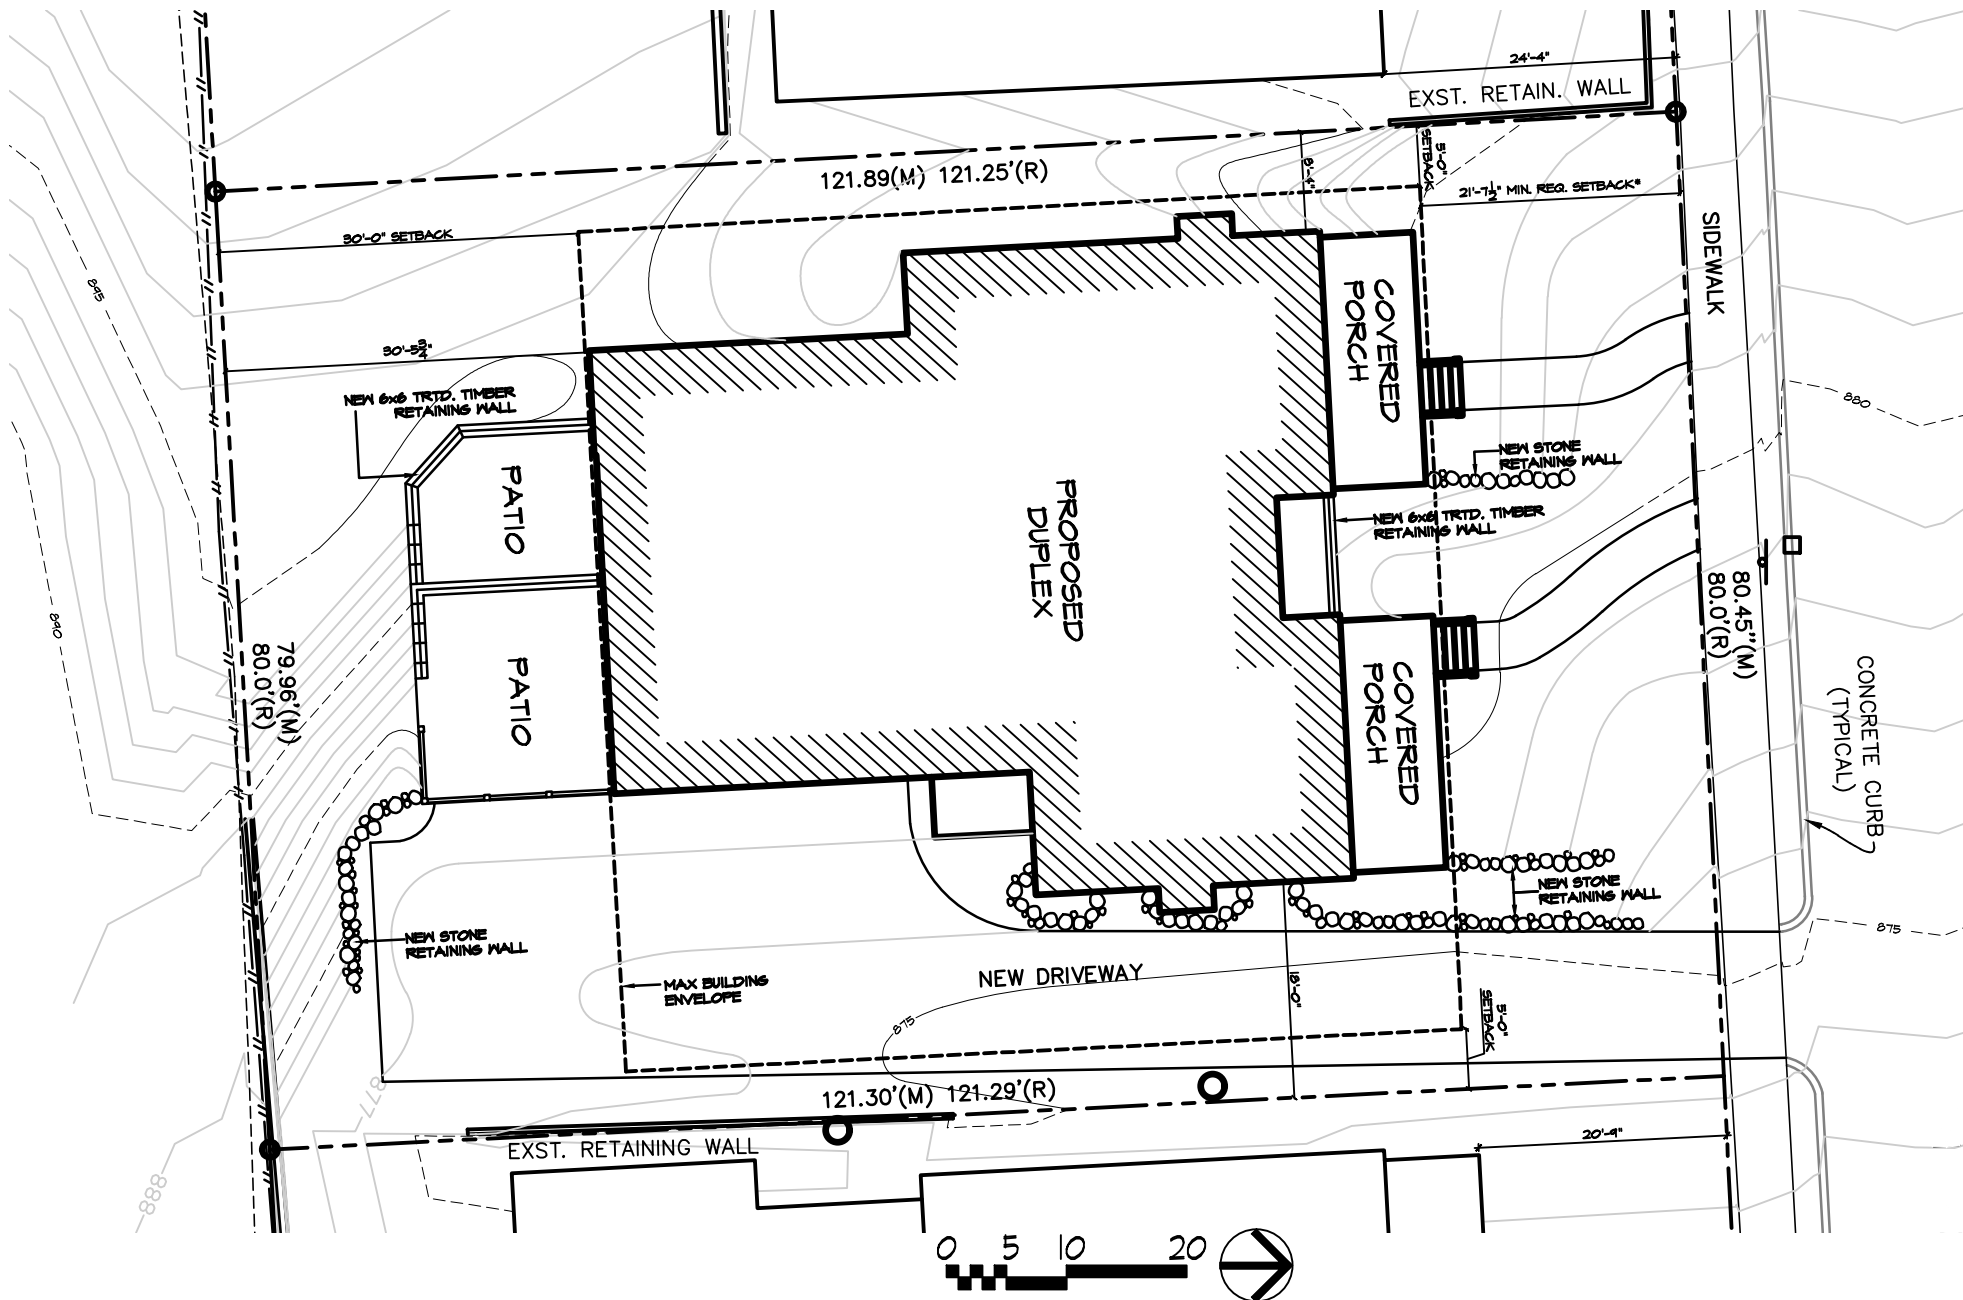 24'-4"
EXST. RETAIN. WALL
121.89(M) 121.25'(R)
8'-4"
5'-0"
SETBACK
21'-7½" MIN. REQ. SETBACK*
30'-0" SETBACK
SIDEWALK
895
30'-5¾"
COVERED
PORCH
NEW 6x6 TRTD. TIMBER
RETAINING WALL
880
PATIO
NEW STONE
RETAINING WALL
PROPOSED
DUPLEX
NEW 6x6 TRTD. TIMBER
RETAINING WALL
890
80.45''(M)
80.0'(R)
79.96'(M)
80.0'(R)
PATIO
COVERED
PORCH
CONCRETE CURB
(TYPICAL)
NEW STONE
RETAINING WALL
875
NEW STONE
RETAINING WALL
NEW DRIVEWAY
MAX BUILDING
ENVELOPE
18'-0"
5'-0"
SETBACK
875
877
121.30'(M) 121.29'(R)
20'-9"
EXST. RETAINING WALL
888
0 5 10 20